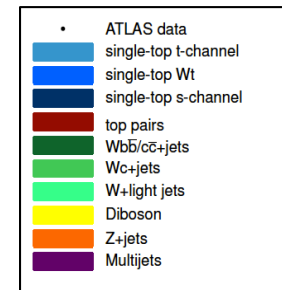 ATLAS data
single-top t-channel
single-top Wt
single-top s-channel
top pairs
Wbb̅/cc̅+jets
Wc+jets
W+light jets
Diboson
Z+jets
Multijets